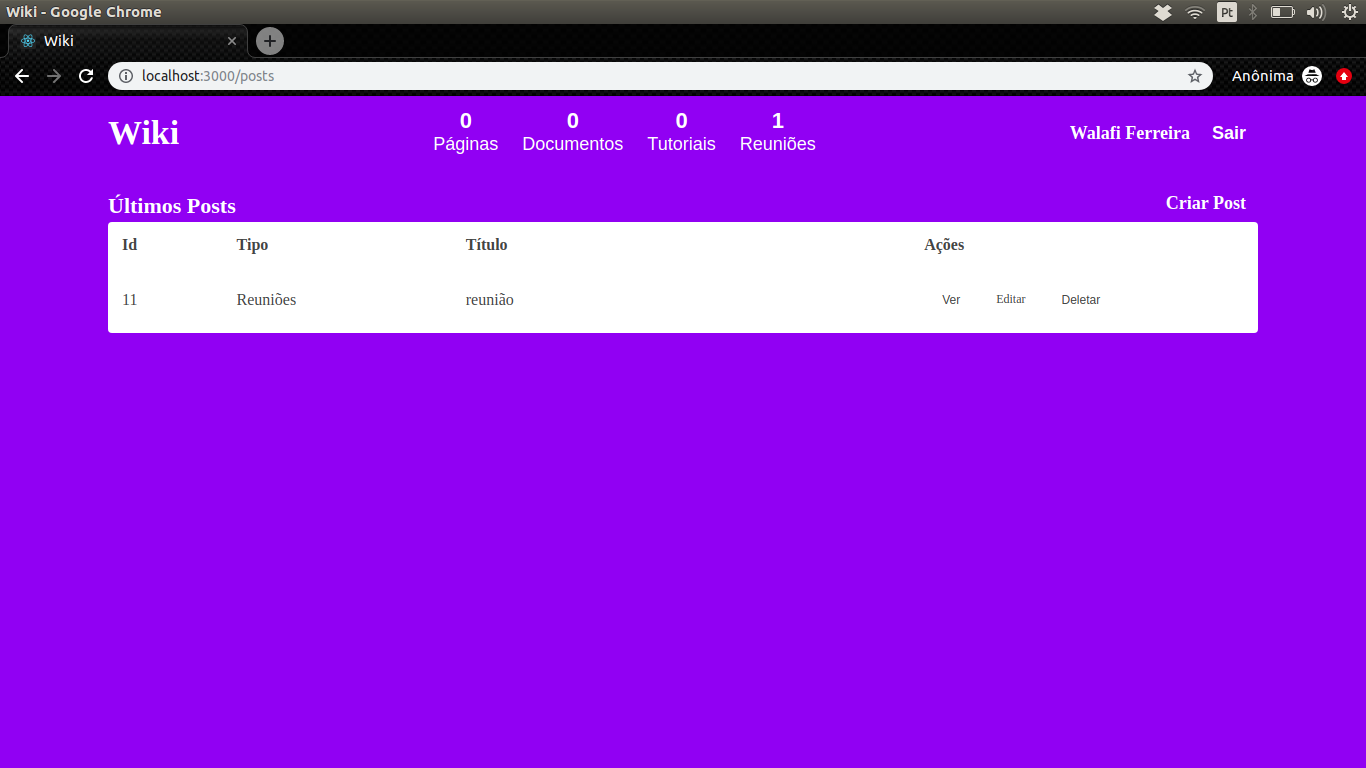 Wiki - Google Chrome
Pt
Wiki
localhost:3000/posts
Anônima
Wiki
0
Páginas
0
Documentos
0
Tutoriais
1
Reuniões
Walafi Ferreira
Sair
Últimos Posts
Criar Post
Id Tipo Título Ações
11 Reuniões reunião Ver Editar Deletar